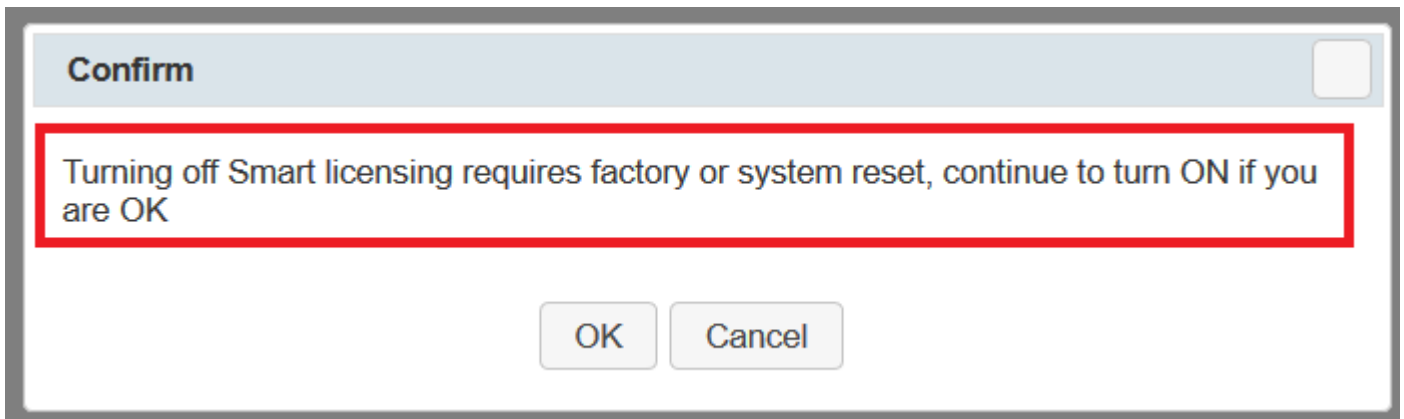 Confirm
Turning off Smart licensing requires factory or system reset, continue to turn ON if you
are OK
OK
Cancel